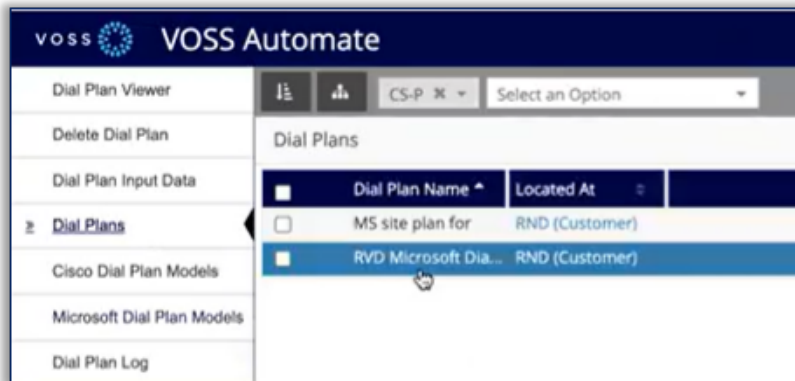 voss VOSS Automate
Dial Plan Viewer
Delete Dial Plan
Dial Plan Input Data
Dial Plans
Cisco Dial Plan Models
Microsoft Dial Plan Models
Dial Plan Log
CS-P Select an Option
Dial Plans
Dial Plan Name Located At
MS site plan for RND (Customer)
RVD Microsoft Dia... RND (Customer)